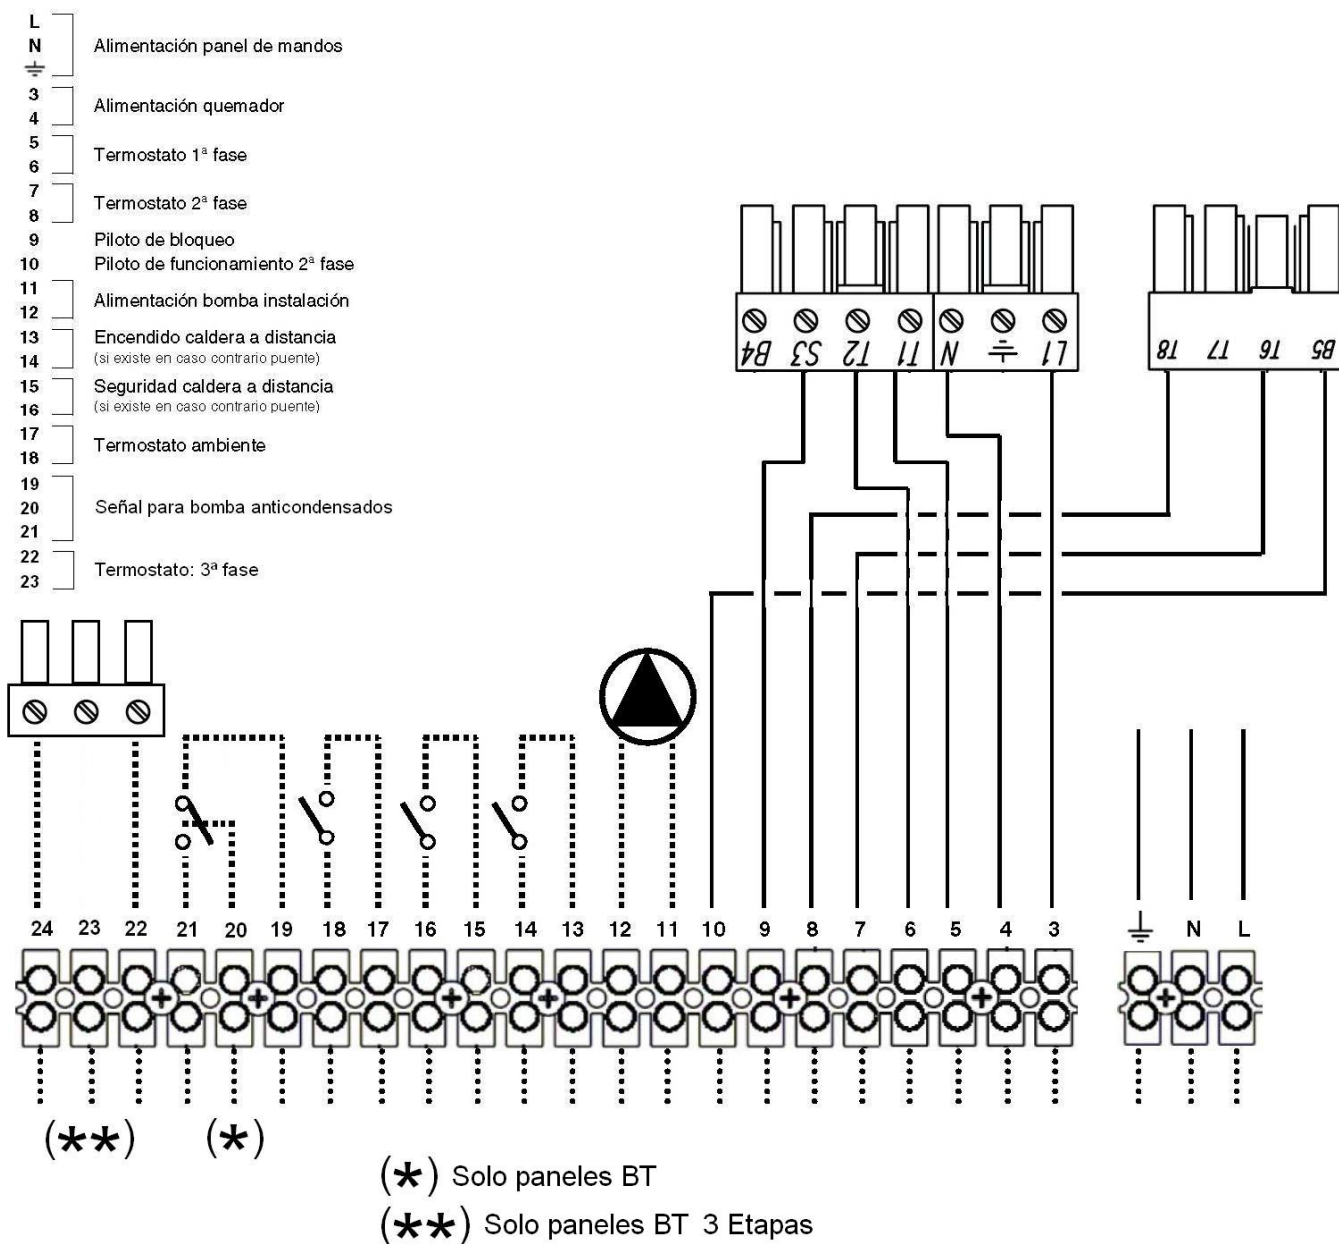 L
N
Alimentación panel de mandos
3
4
Alimentación quemador
5
6
Termostato 1ª fase
7
8
Termostato 2ª fase
9 Piloto de bloqueo
10 Piloto de funcionamiento 2ª fase
11
12
Alimentación bomba instalación
13
14
Encendido caldera a distancia
(si existe en caso contrario puente)
15
16
Seguridad caldera a distancia
(si existe en caso contrario puente)
17
18
Termostato ambiente
19
20
21
Señal para bomba anticondensados
22
23
Termostato: 3ª fase
B4 S3 T2 T1 N L1
T8 T7 T6 B5
24 23 22 21 20 19 18 17 16 15 14 13 12 11 10 9 8 7 6 5 4 3 N L
(**) (*)
(*) Solo paneles BT
(**) Solo paneles BT 3 Etapas